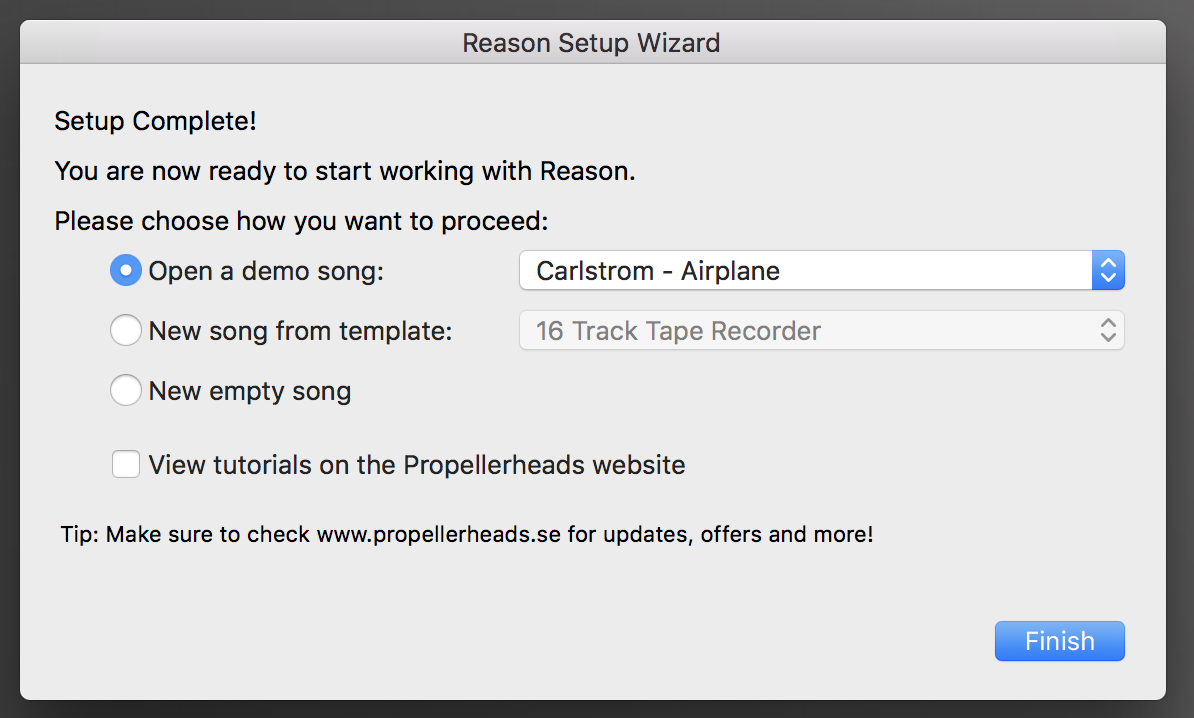 Reason Setup Wizard
Setup Complete!
You are now ready to start working with Reason.
Please choose how you want to proceed:
Open a demo song: Carlstrom - Airplane
New song from template: 16 Track Tape Recorder
New empty song
View tutorials on the Propellerheads website
Tip: Make sure to check www.propellerheads.se for updates, offers and more!
Finish